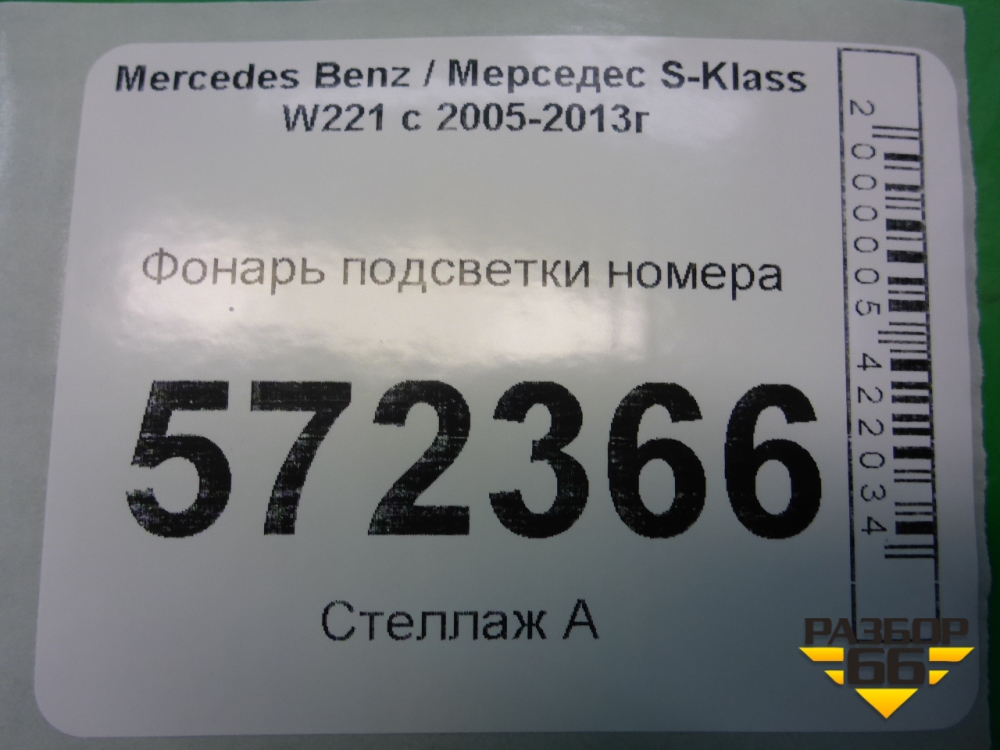 Mercedes Benz / Мерседес S-Klass
W221 с 2005-2013г
Фонарь подсветки номера
572366
Стеллаж А
2000005422034
РАЗБОР
66